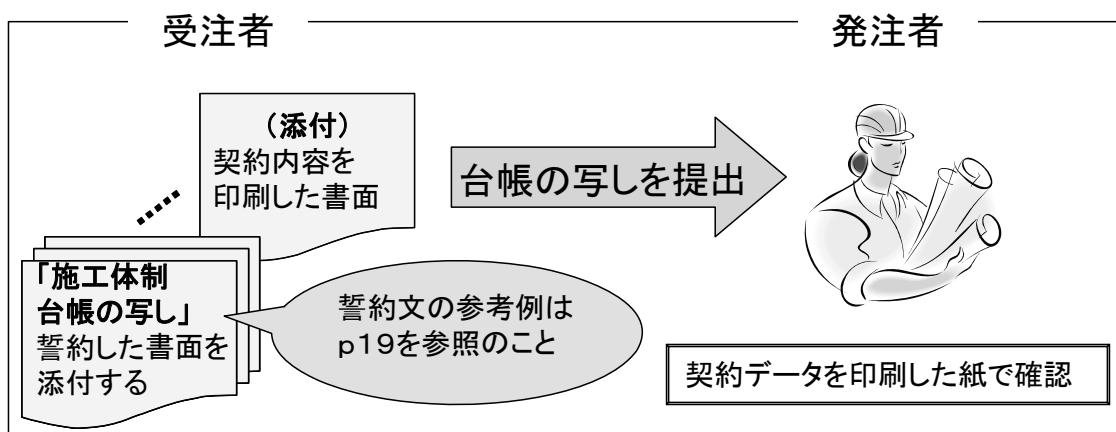 受注者
発注者
(添付)
契約内容を
印刷した書面
台帳の写しを提出
「施工体制
台帳の写し」
誓約した書面を
添付する
誓約文の参考例は
p19を参照のこと
契約データを印刷した紙で確認